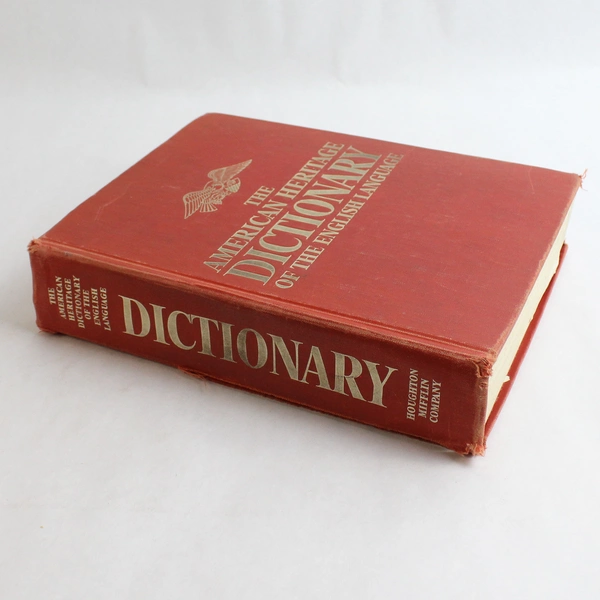 THE
AMERICAN HERITAGE
DICTIONARY
OF THE ENGLISH LANGUAGE
THE
AMERICAN
HERITAGE
DICTIONARY
OF THE
ENGLISH
LANGUAGE
DICTIONARY
HOUGHTON
MIFFLIN
COMPANY